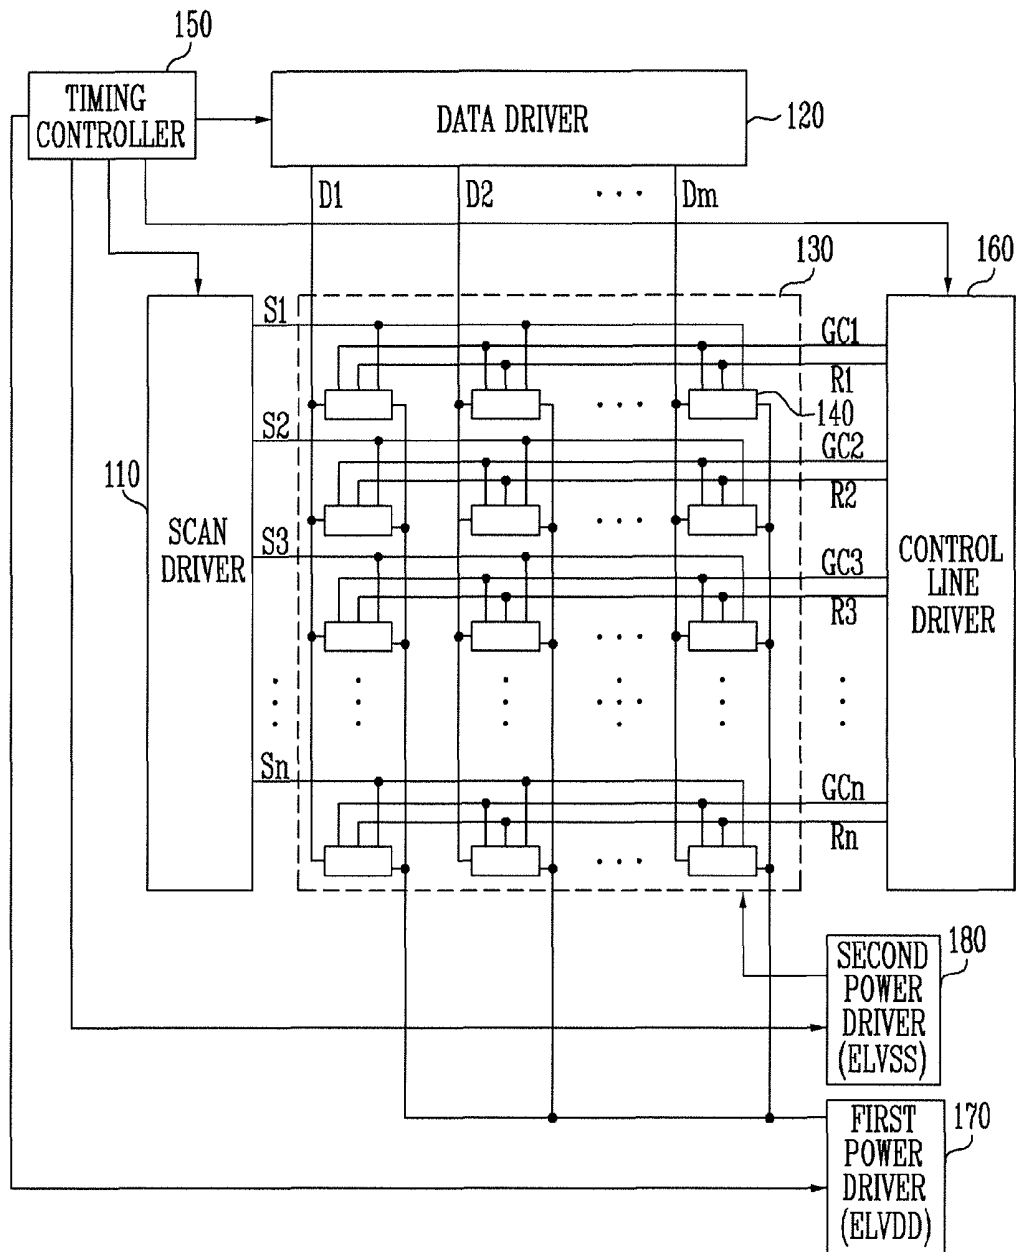 150
TIMING
CONTROLLER
DATA DRIVER
120
D1
D2
...
Dm
130
160
S1
GC1
R1
140
S2
GC2
110
R2
SCAN
DRIVER
S3
GC3
R3
CONTROL
LINE
DRIVER
Sn
GCn
Rn
SECOND
POWER
DRIVER
(ELVSS)
180
FIRST
POWER
DRIVER
(ELVDD)
170